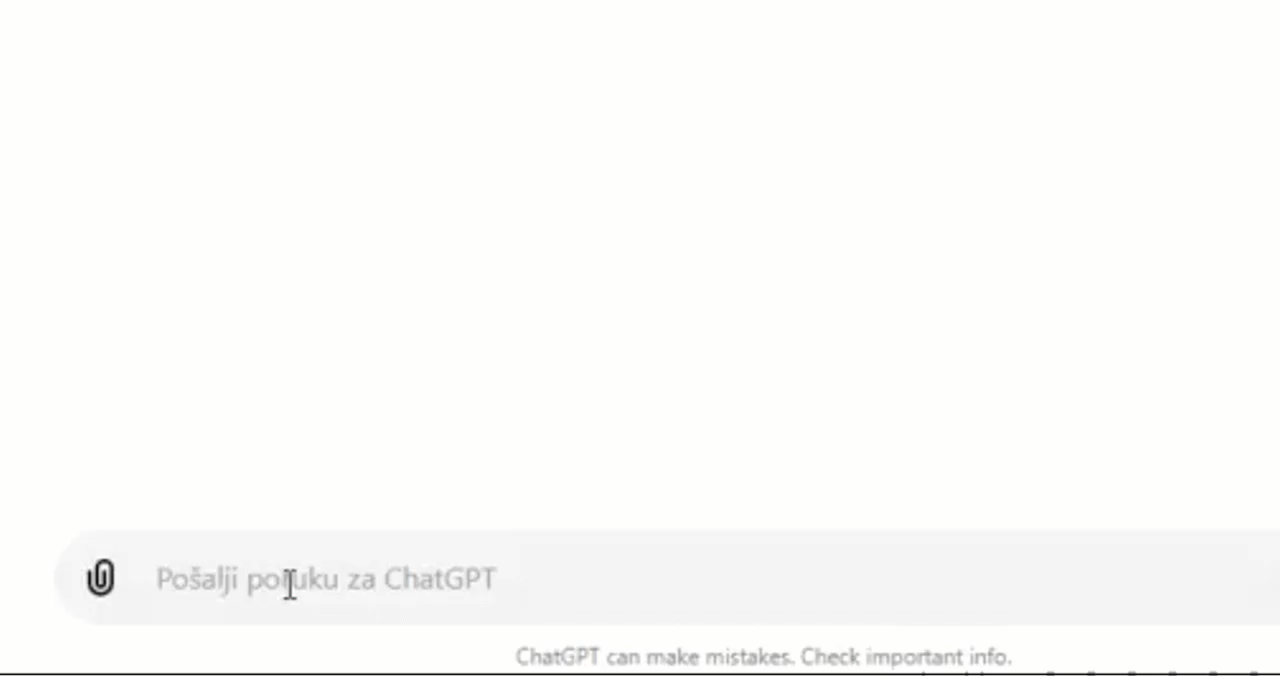 Pošalji poruku za ChatGPT
ChatGPT can make mistakes. Check important info.